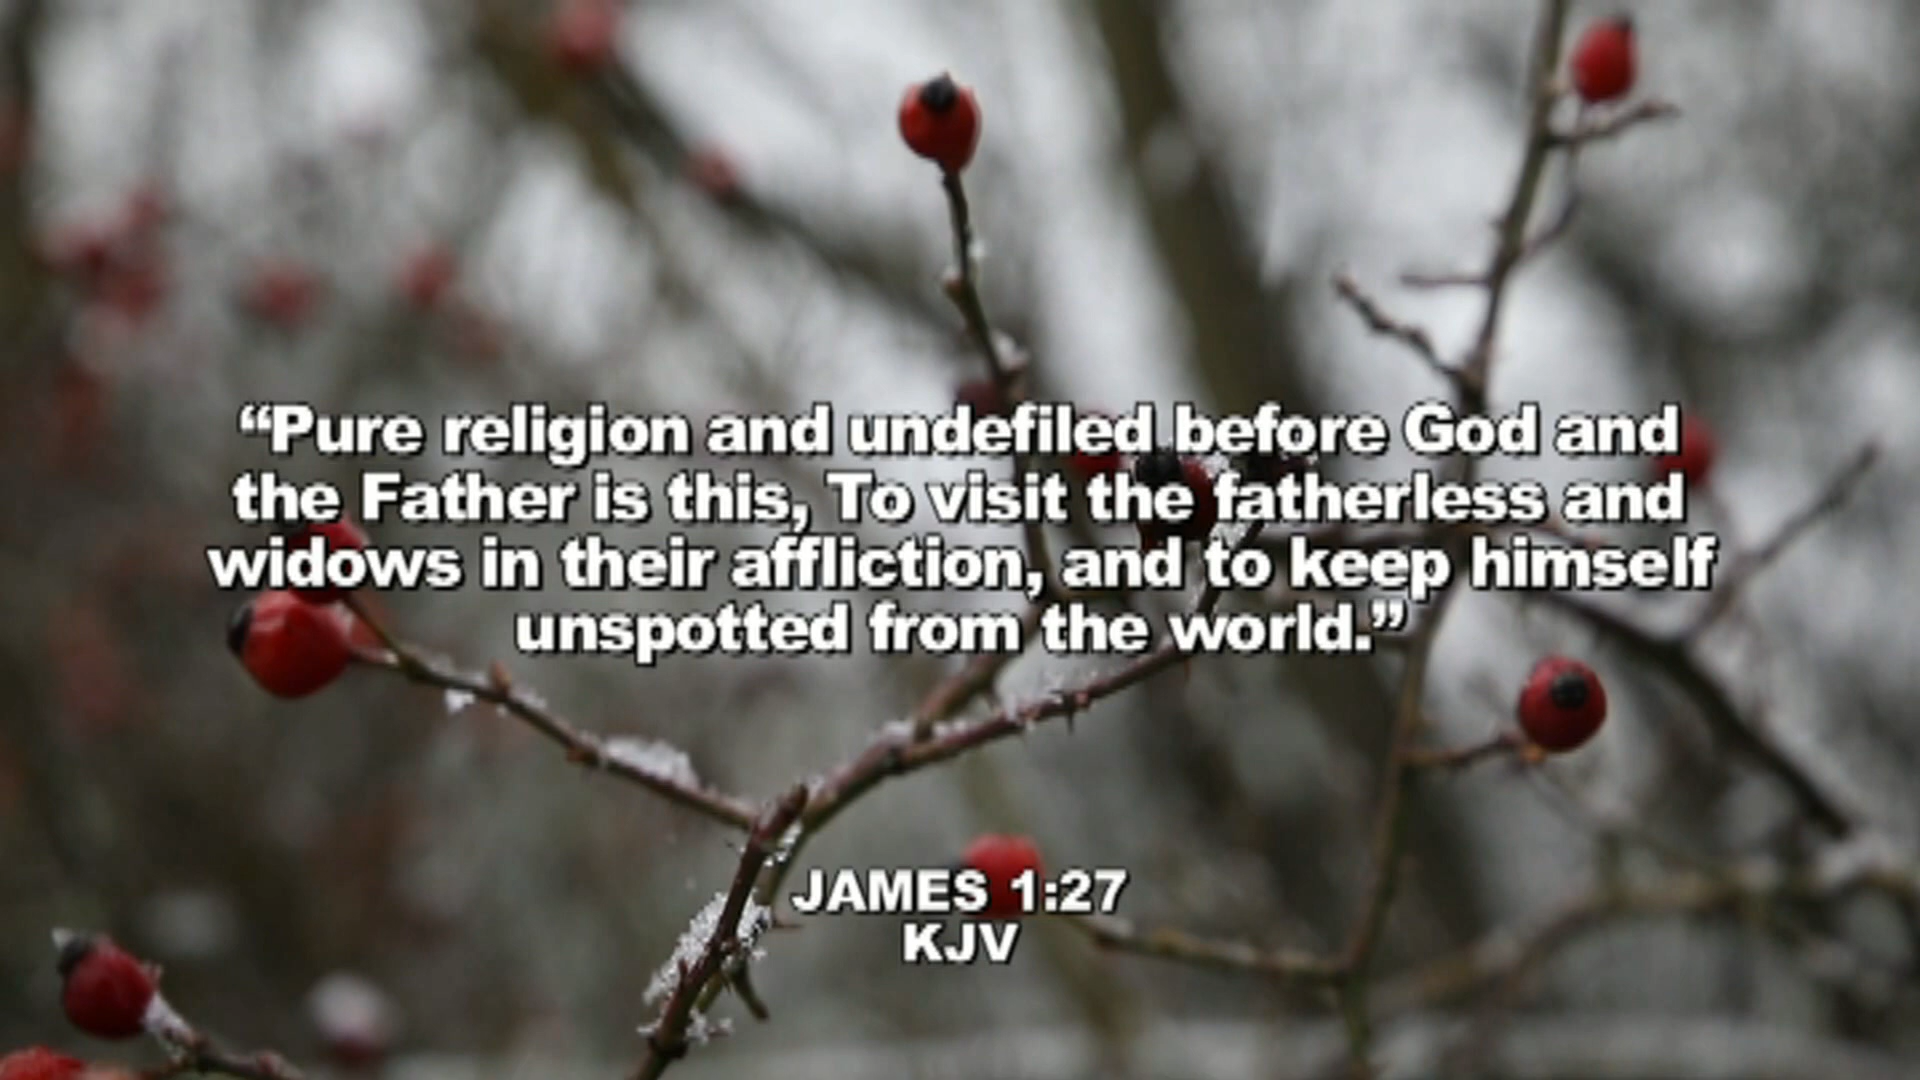 “Pure religion and undefiled before God and
the Father is this, To visit the fatherless and
widows in their affliction, and to keep himself
unspotted from the world.”
JAMES 1:27
KJV